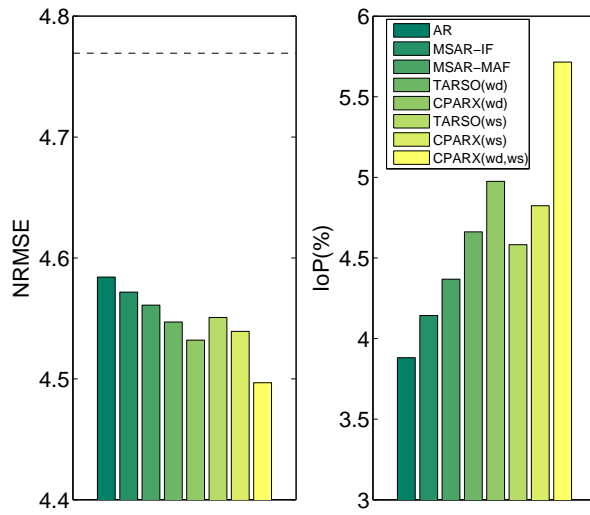 4.8
4.7
4.6
4.5
4.4
NRMSE
6
5.5
5
4.5
4
3.5
3
IoP(%)
AR
MSAR−IF
MSAR−MAF
TARSO(wd)
CPARX(wd)
TARSO(ws)
CPARX(ws)
CPARX(wd,ws)